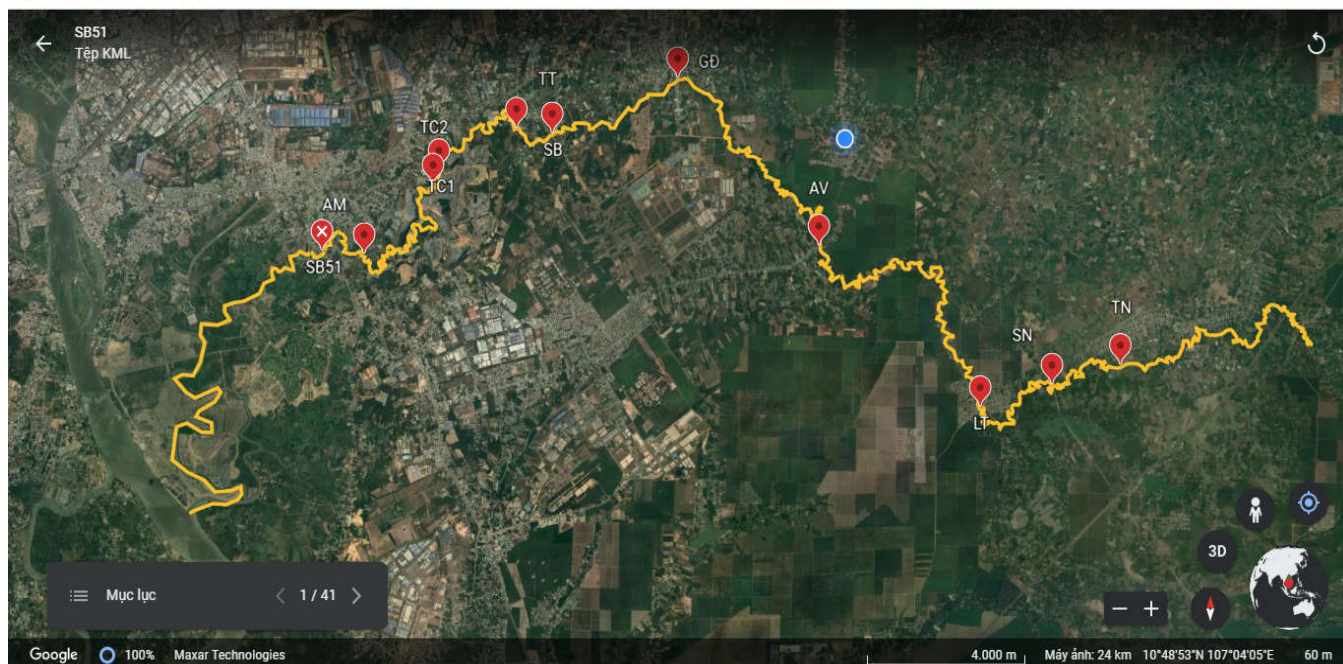 SB51
Tệp KML
TT
GĐ
TC2
SB
TC1
AV
AM
SB51
TN
SN
LT
3D
Mục lục
1 / 41
Google
100%
Maxar Technologies
4.000 m
Máy ảnh: 24 km
10°48'53"N 107°04'05"E
60 m